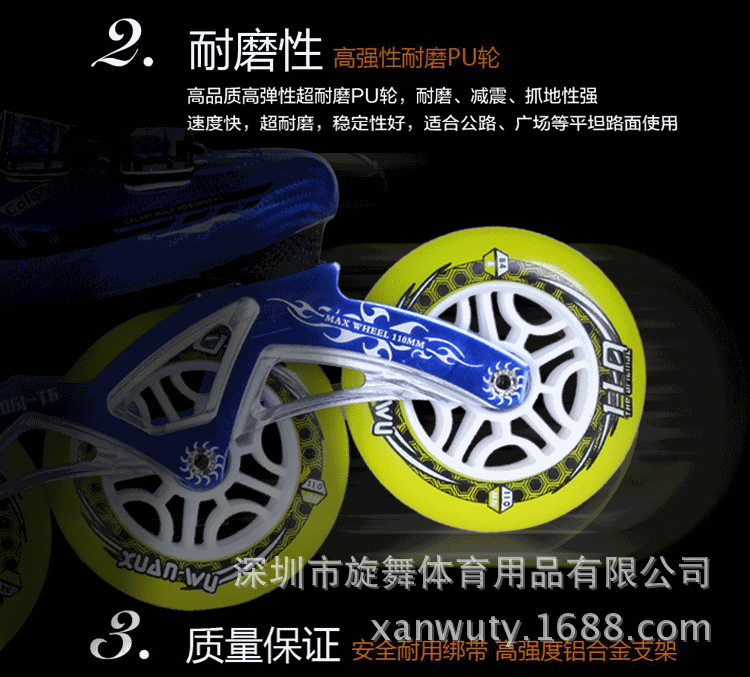 2. 耐磨性 高强性耐磨PU轮
高品质高弹性超耐磨PU轮，耐磨、减震、抓地性强
速度快，超耐磨，稳定性好，适合公路、广场等平坦路面使用
MAX WHEEL 110MM
THE ORIGINAL
WU
110
XUAN-WU
深圳市旋舞体育用品有限公司
xanwuty.1688.com
3. 质量保证 安全耐用绑带 高强度铝合金支架